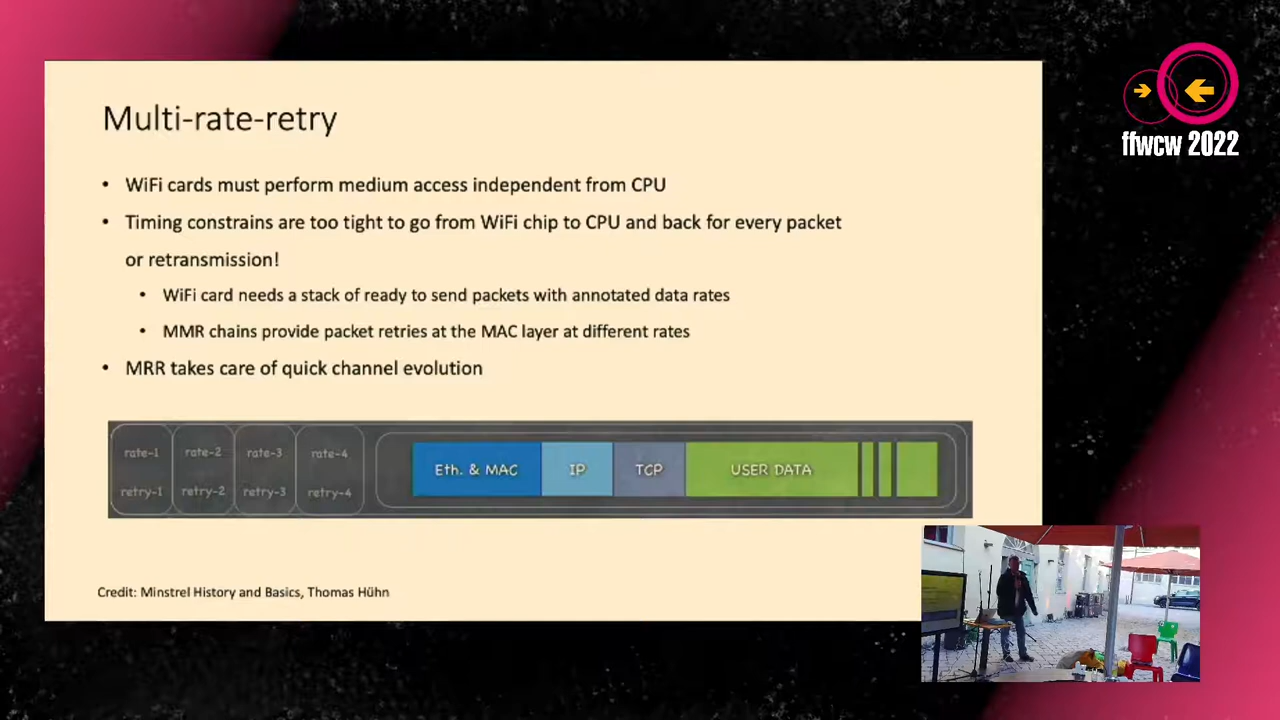 Multi-rate-retry
• WiFi cards must perform medium access independent from CPU
• Timing constrains are too tight to go from WiFi chip to CPU and back for every packet
or retransmission!
• WiFi card needs a stack of ready to send packets with annotated data rates
• MMR chains provide packet retries at the MAC layer at different rates
• MRR takes care of quick channel evolution
rate-1 rate-2 rate-3 rate-4
retry-1 retry-2 retry-3 retry-4
Eth. & MAC IP TCP USER DATA
Credit: Minstrel History and Basics, Thomas Hühn
ffwcw 2022